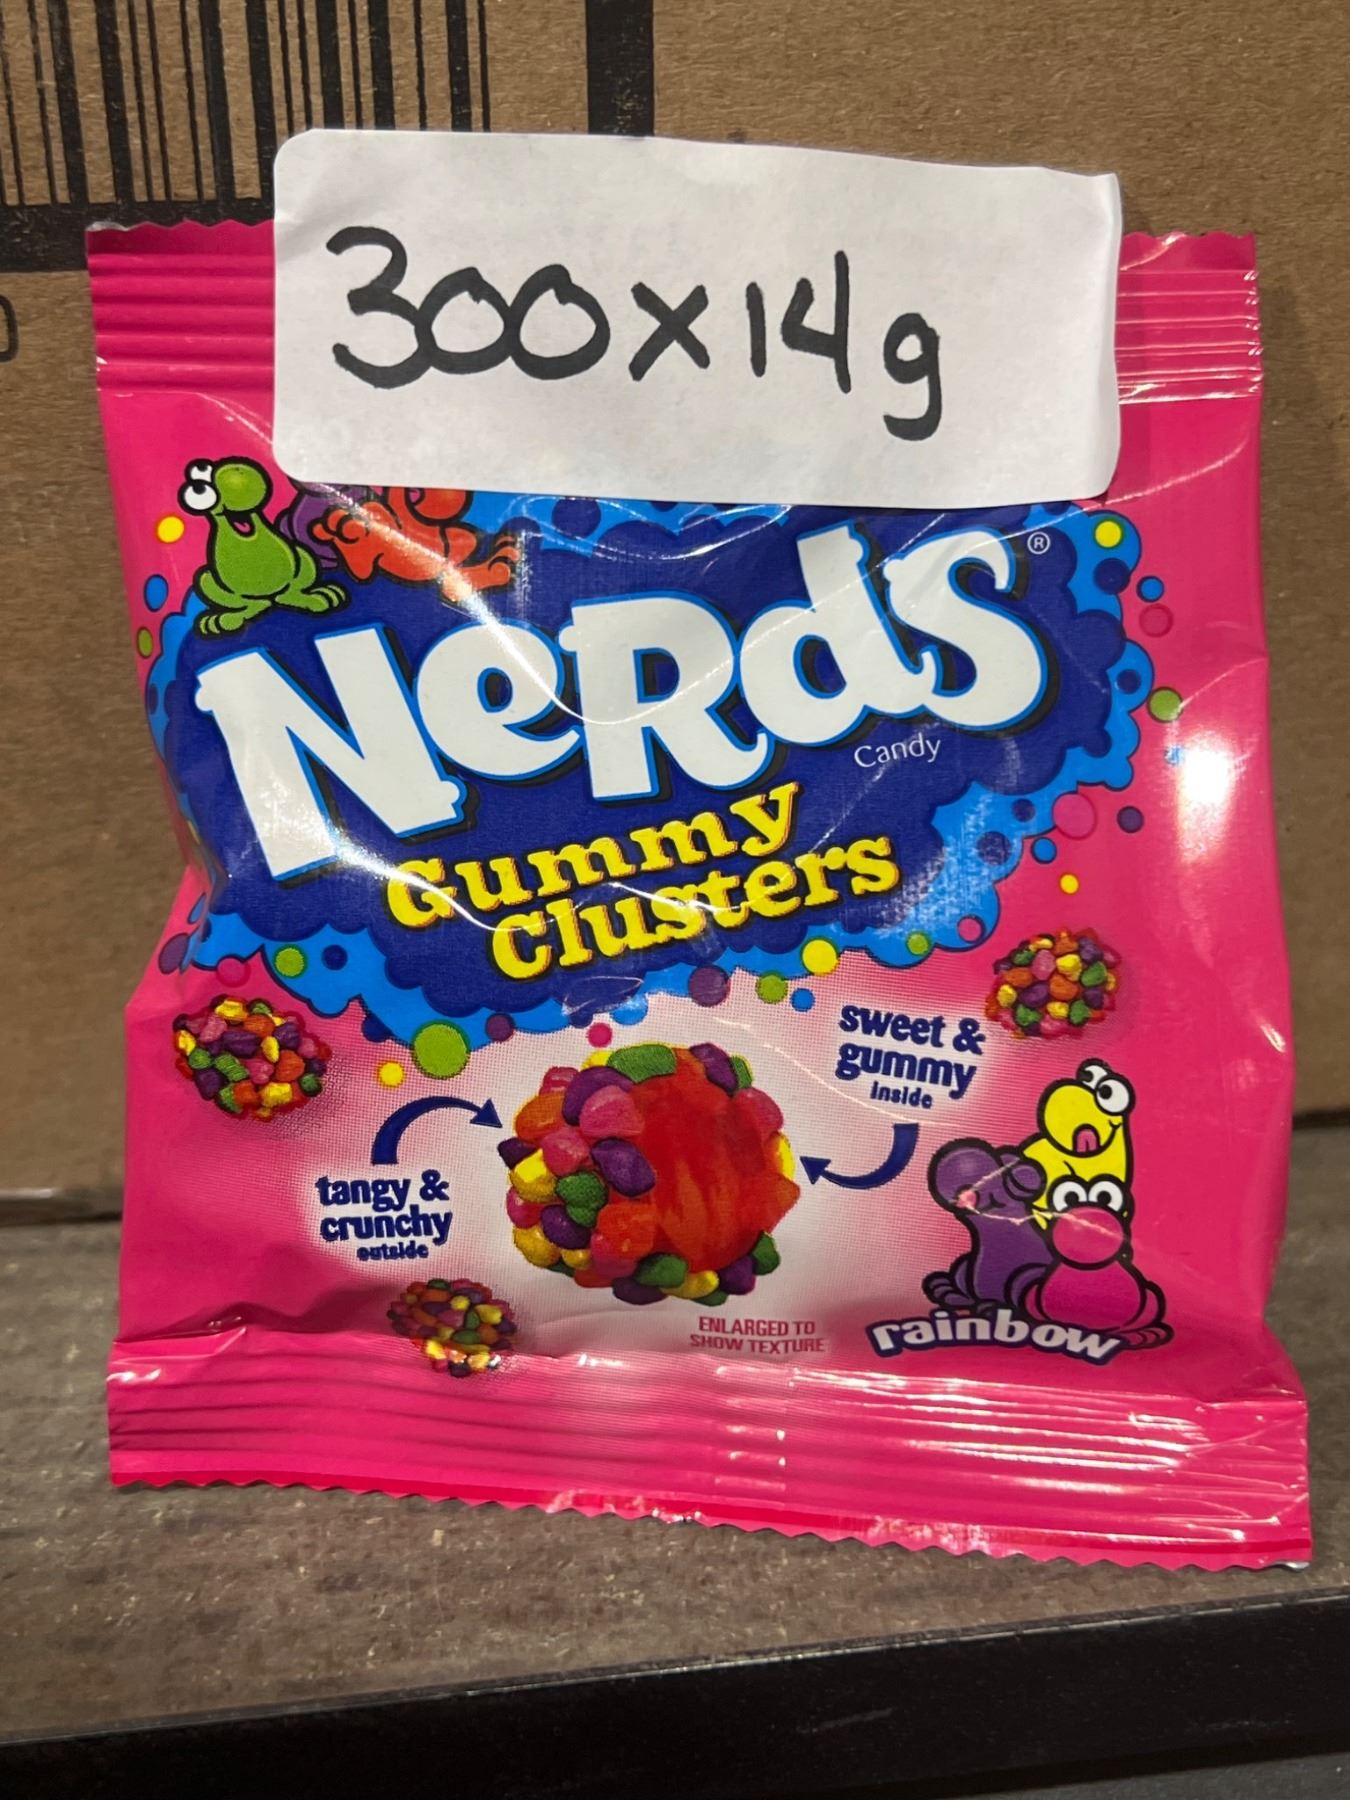 300x14g
NeRdS®
Candy
Gummy
Clusters
sweet &
gummy
inside
tangy &
crunchy
outside
ENLARGED TO
SHOW TEXTURE
rainbow